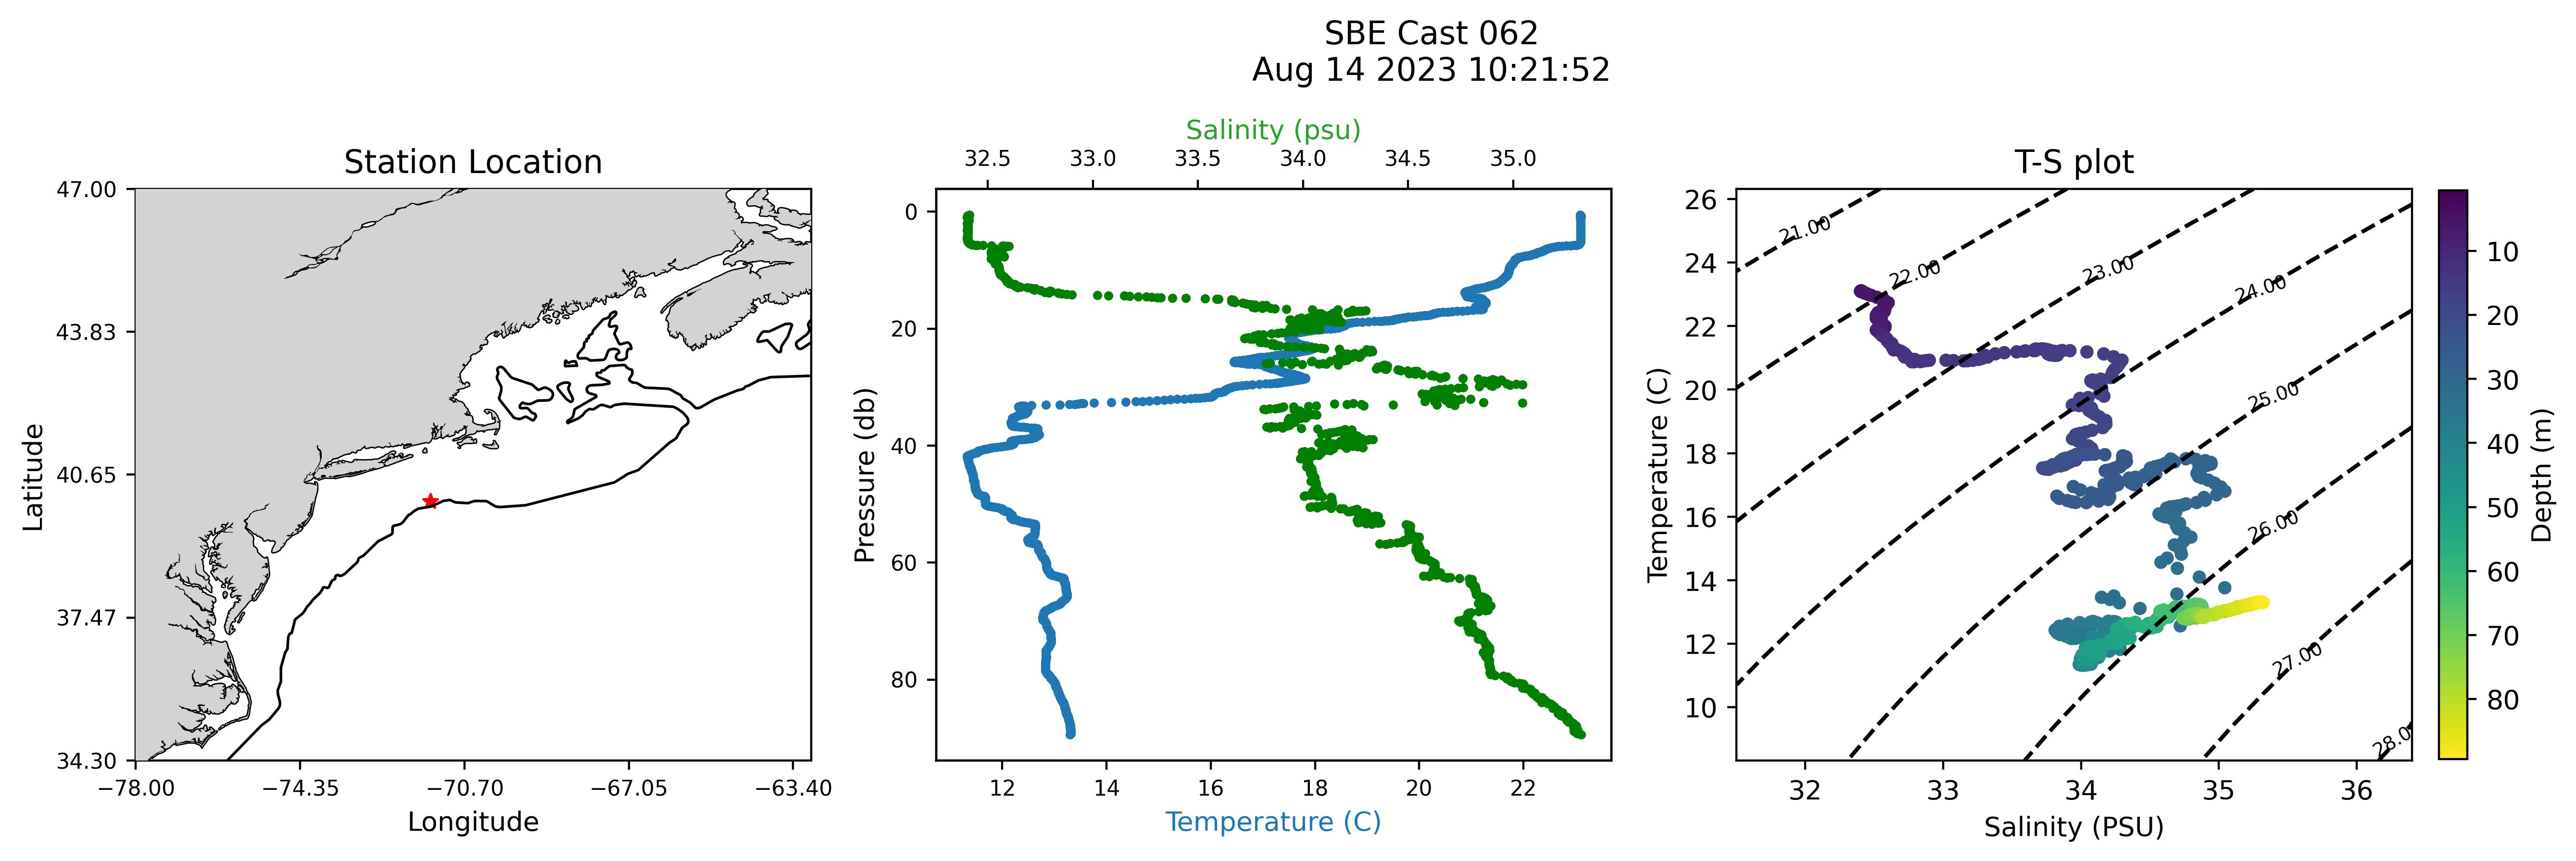 SBE Cast 062
Aug 14 2023 10:21:52
Station Location
47.00
43.83
40.65
37.47
34.30
Latitude
−78.00 −74.35 −70.70 −67.05 −63.40
Longitude
Salinity (psu)
32.5 33.0 33.5 34.0 34.5 35.0
0
20
40
60
80
Pressure (db)
12 14 16 18 20 22
Temperature (C)
T-S plot
26
24
22
20
18
16
14
12
10
Temperature (C)
21.00
22.00
23.00
24.00
25.00
26.00
27.00
32 33 34 35 36
Salinity (PSU)
10
20
30
40
50
60
70
80
Depth (m)